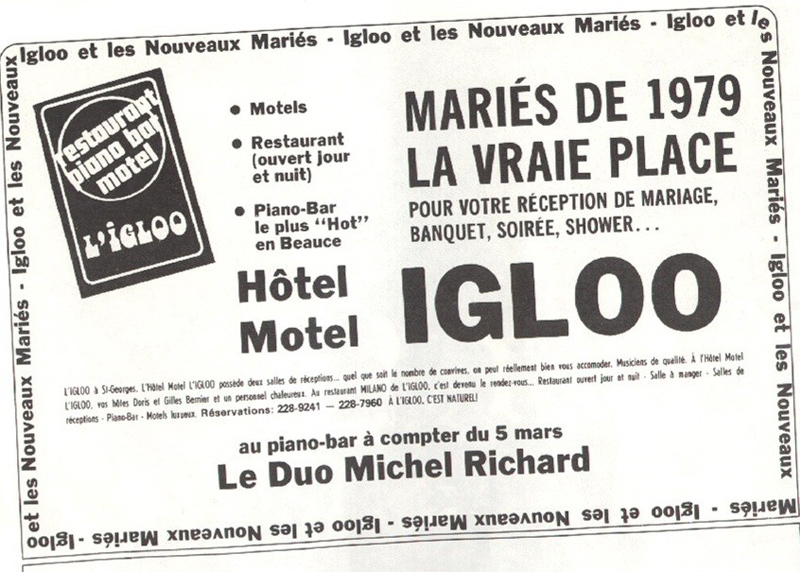 Igloo et les Nouveaux Mariés - Igloo et les Nouveaux Mariés - Igloo et les
Nouveaux Mariés - Igloo et les Nouveaux
Mariés - Igloo et les Nouveaux Mariés - Igloo et les Nouveaux Mariés - Igloo
et les Nouveaux Mariés - Igloo et les Nouveaux
restaurant
piano bar
motel
L'IGLOO
• Motels
• Restaurant
(ouvert jour
et nuit)
• Piano-Bar
le plus "Hot"
en Beauce
MARIÉS DE 1979
LA VRAIE PLACE
POUR VOTRE RÉCEPTION DE MARIAGE,
BANQUET, SOIRÉE, SHOWER...
Hôtel
Motel
IGLOO
L'IGLOO à St-Georges. L'Hôtel Motel L'IGLOO possède deux salles de réceptions... quel que soit le nombre de convives, on peut réellement bien vous accomoder. Musiciens de qualité. À l'Hôtel Motel
L'IGLOO, vos hôtes Doris et Gilles Bernier et un personnel chaleureux. Au restaurant MILANO de L'IGLOO, c'est devenu le rendez-vous... Restaurant ouvert jour et nuit - Salle à manger - Salles de
réceptions - Piano-Bar - Motels luxueux. Réservations: 228-9241 — 228-7960 À L'IGLOO, C'EST NATUREL!
au piano-bar à compter du 5 mars
Le Duo Michel Richard